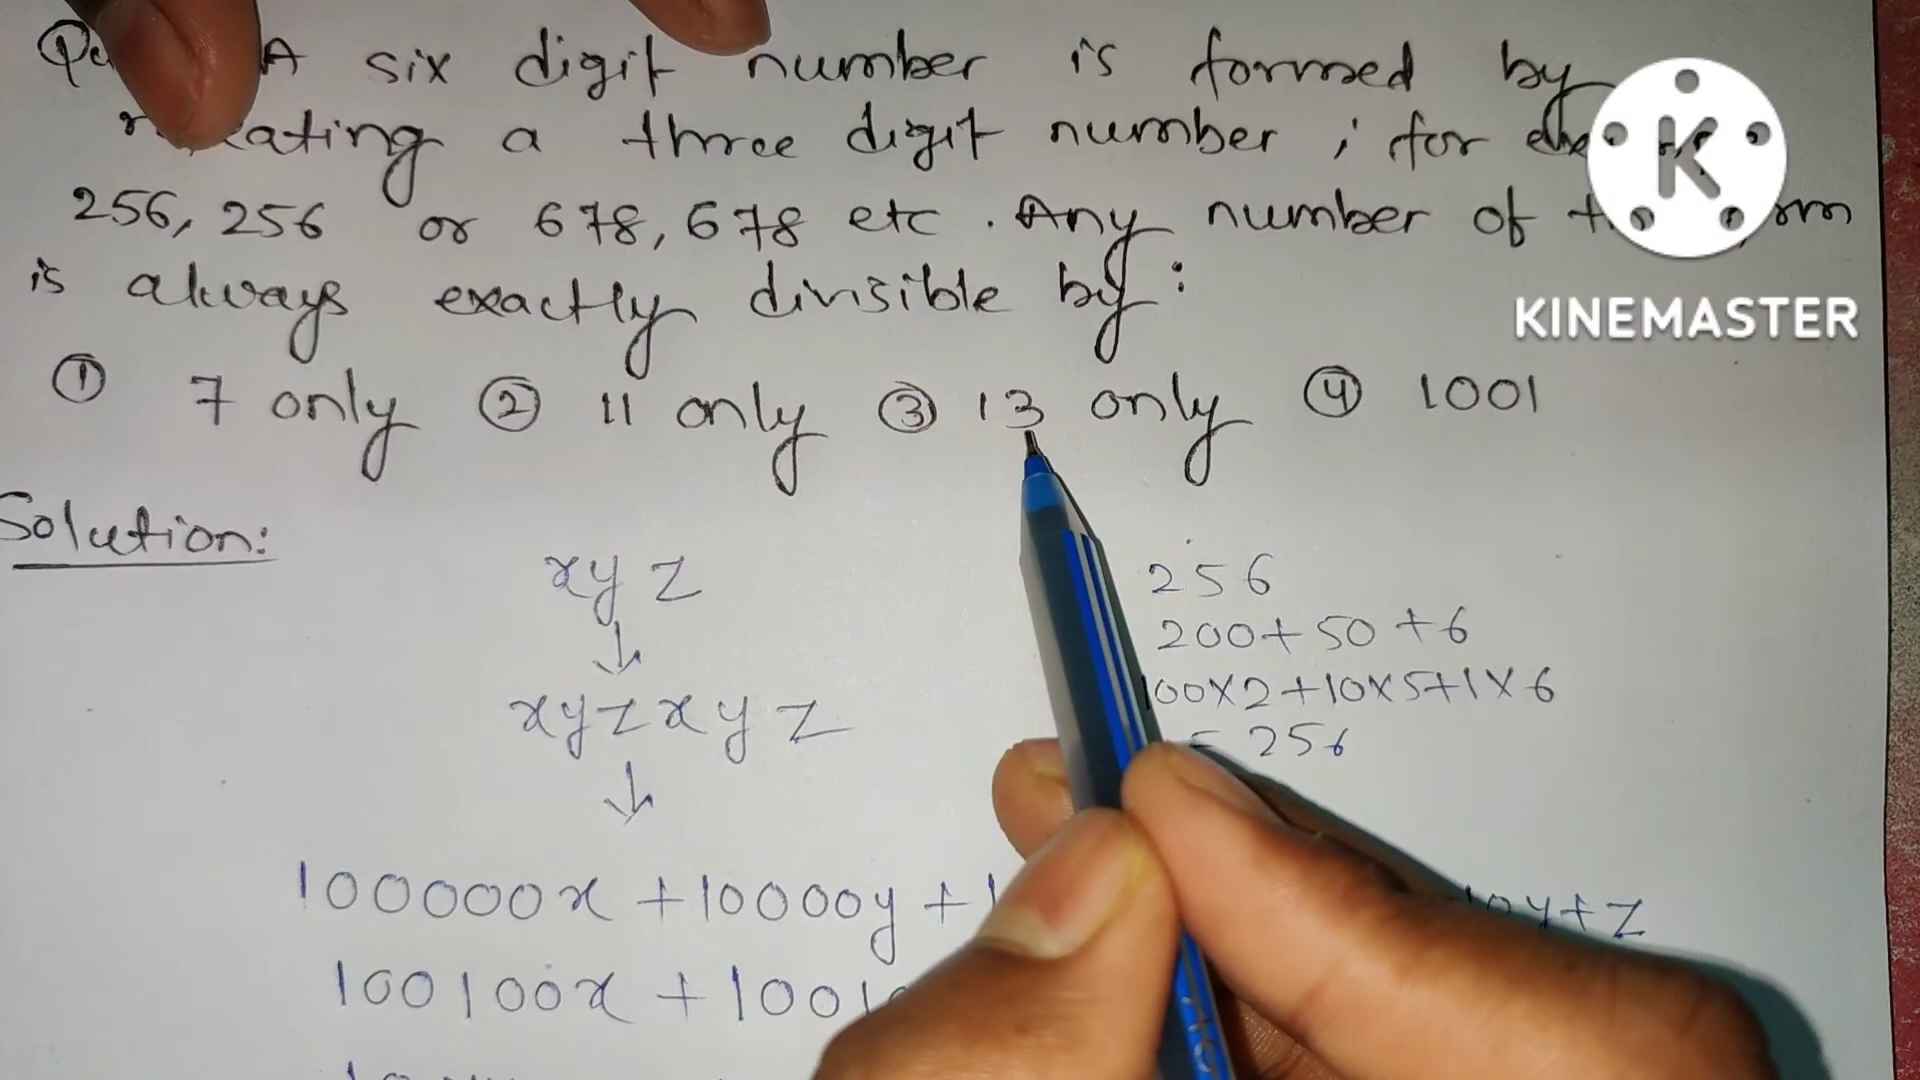 A six digit number is formed by
a three digit number ; for
256, 256 or 678, 678 etc . Any number of
is always exactly divisible by :
① 7 only ② 11 only ③ 13 only ④ 1001
Solution:
xyz
↓
xyzxyz
↓
256
200+50+6
100×2+10×5+1×6
= 256
100000x +10000y + 10y+z
100100x +
K
KINEMASTER